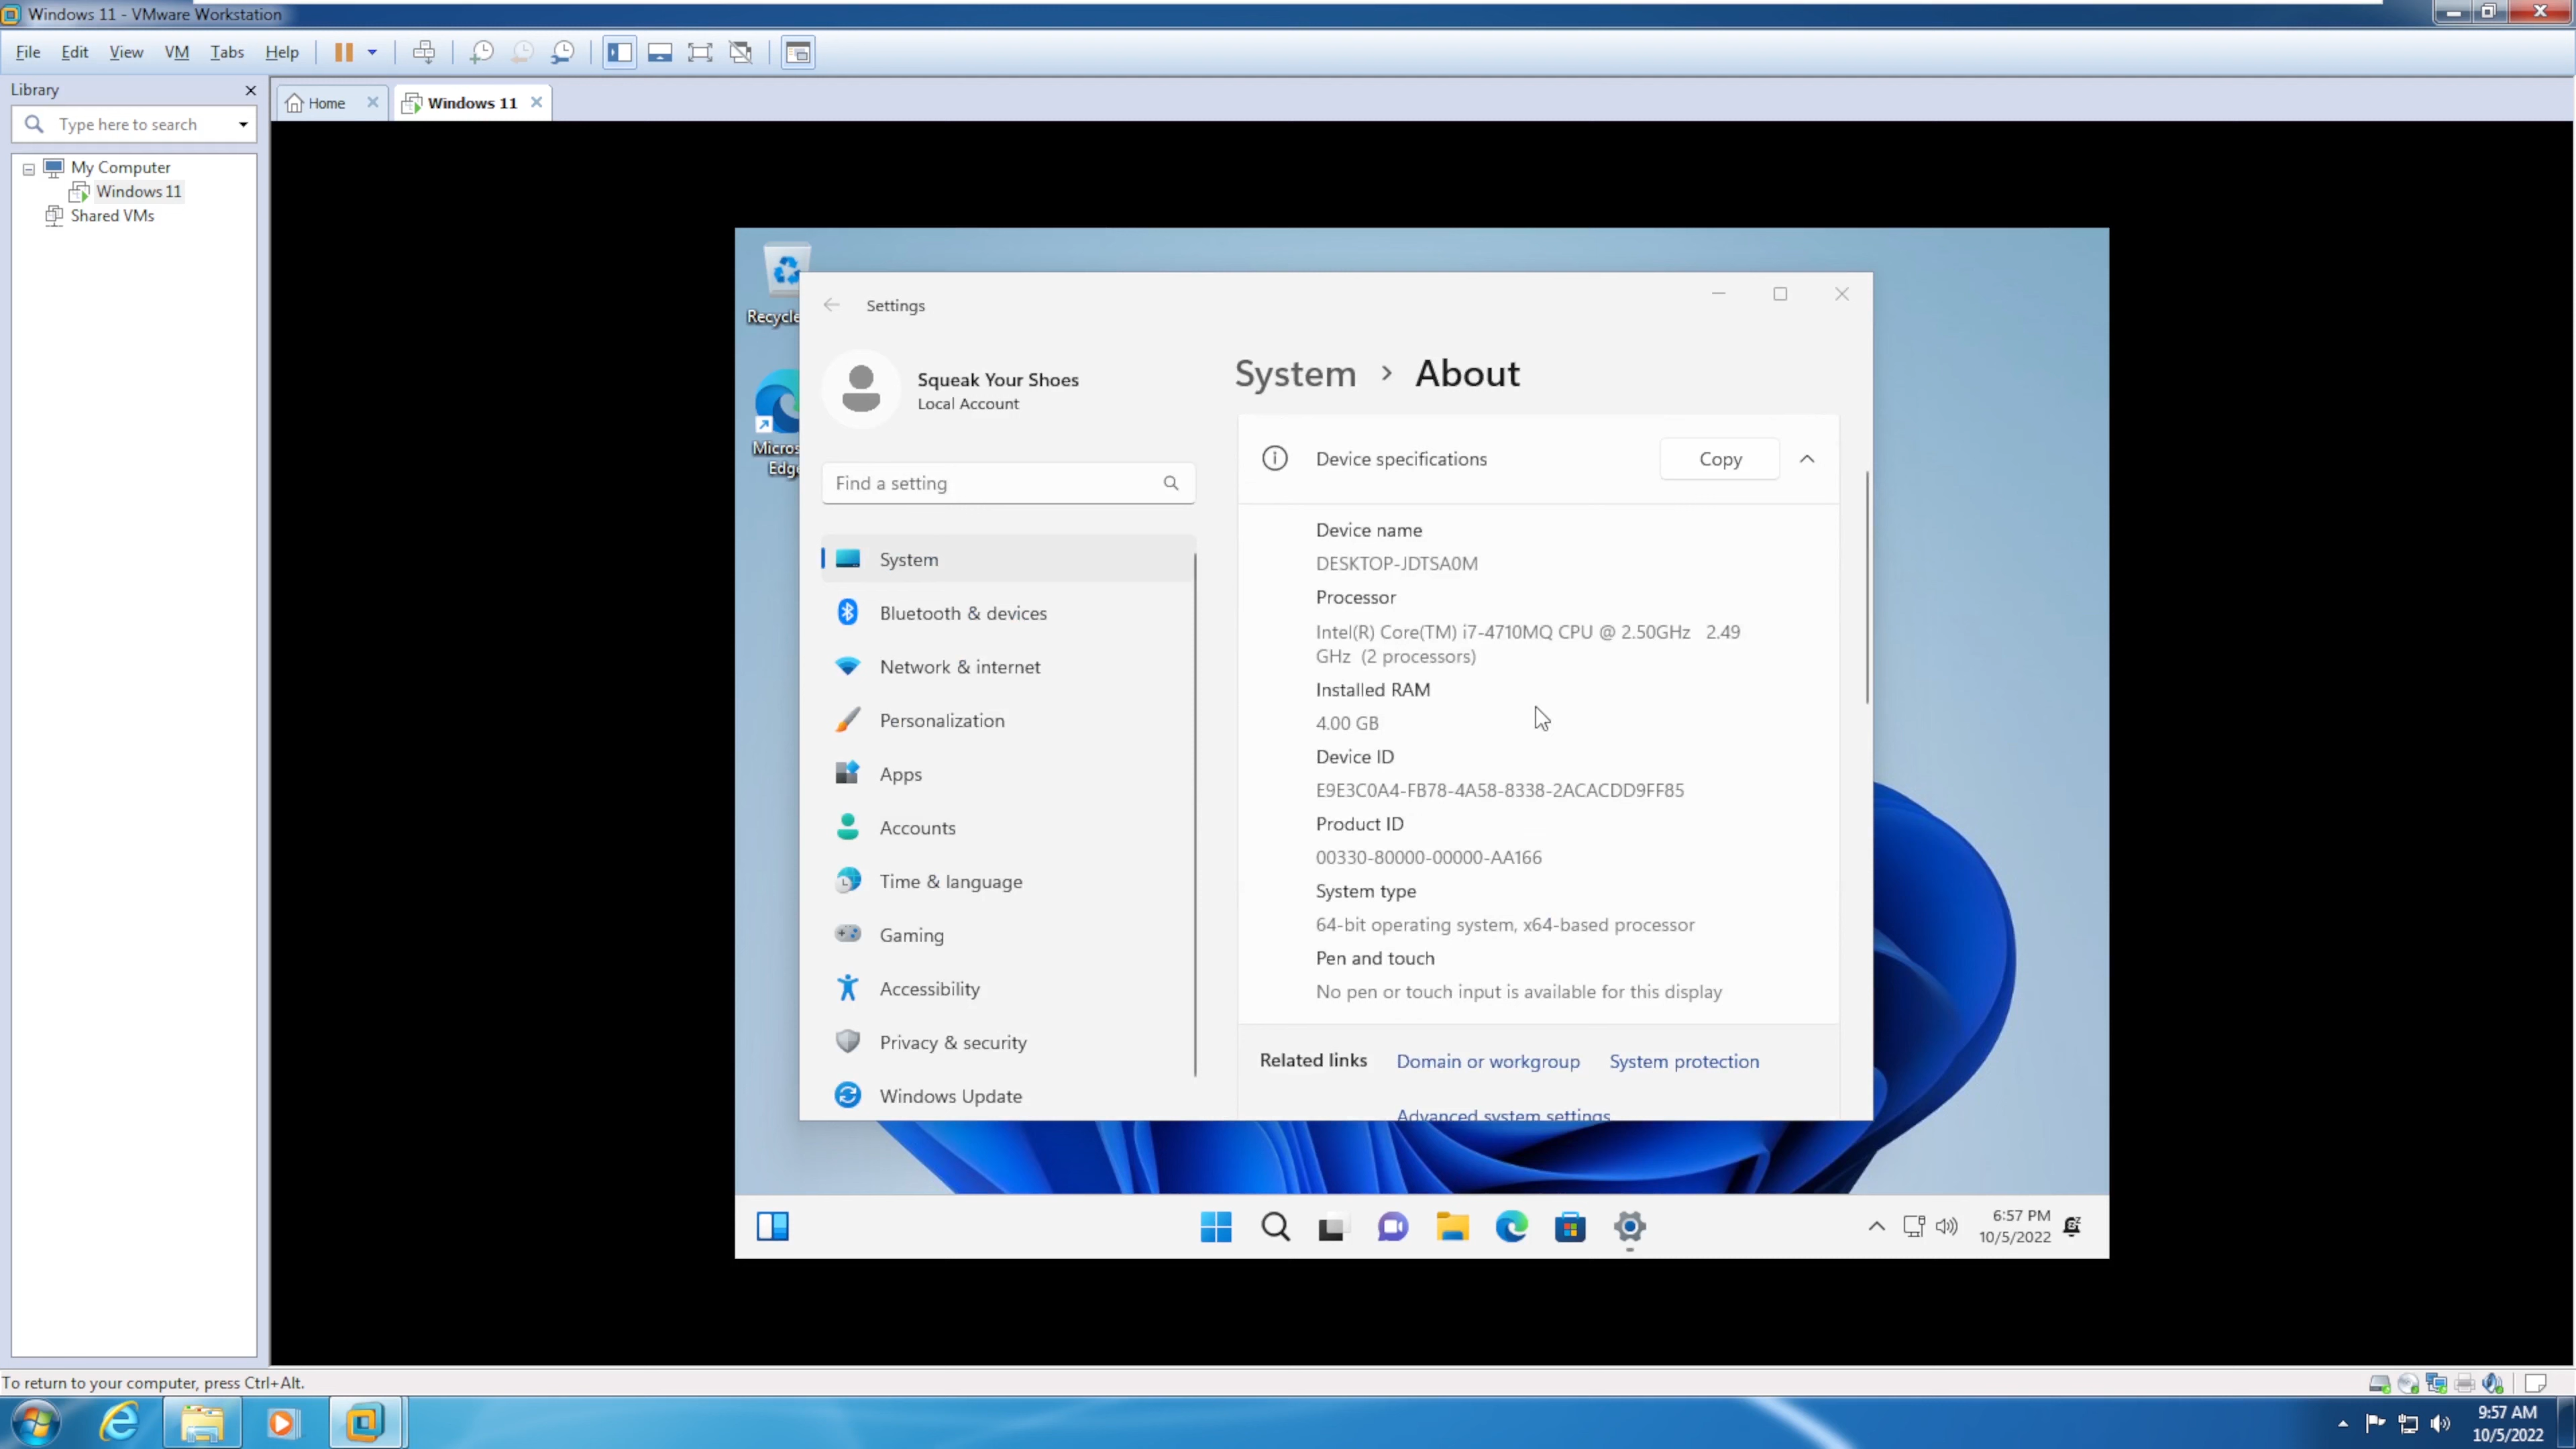 Windows 11 - VMware Workstation
File Edit View VM Tabs Help
Library
Type here to search
My Computer
Windows 11
Shared VMs
Home
Windows 11
Recycle
Micros
Edge
Settings
Squeak Your Shoes
Local Account
Find a setting
System
Bluetooth & devices
Network & internet
Personalization
Apps
Accounts
Time & language
Gaming
Accessibility
Privacy & security
Windows Update
System > About
Device specifications
Copy
Device name
DESKTOP-JDTSA0M
Processor
Intel(R) Core(TM) i7-4710MQ CPU @ 2.50GHz 2.49
GHz (2 processors)
Installed RAM
4.00 GB
Device ID
E9E3C0A4-FB78-4A58-8338-2ACACDD9FF85
Product ID
00330-80000-00000-AA166
System type
64-bit operating system, x64-based processor
Pen and touch
No pen or touch input is available for this display
Related links Domain or workgroup System protection
Advanced system settings
6:57 PM
10/5/2022
To return to your computer, press Ctrl+Alt.
9:57 AM
10/5/2022